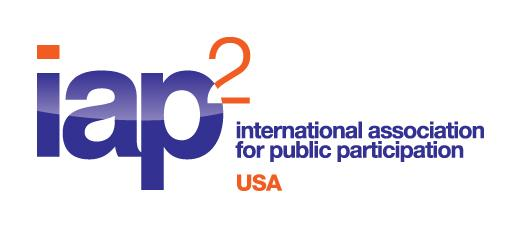 iap2
international association
for public participation
USA